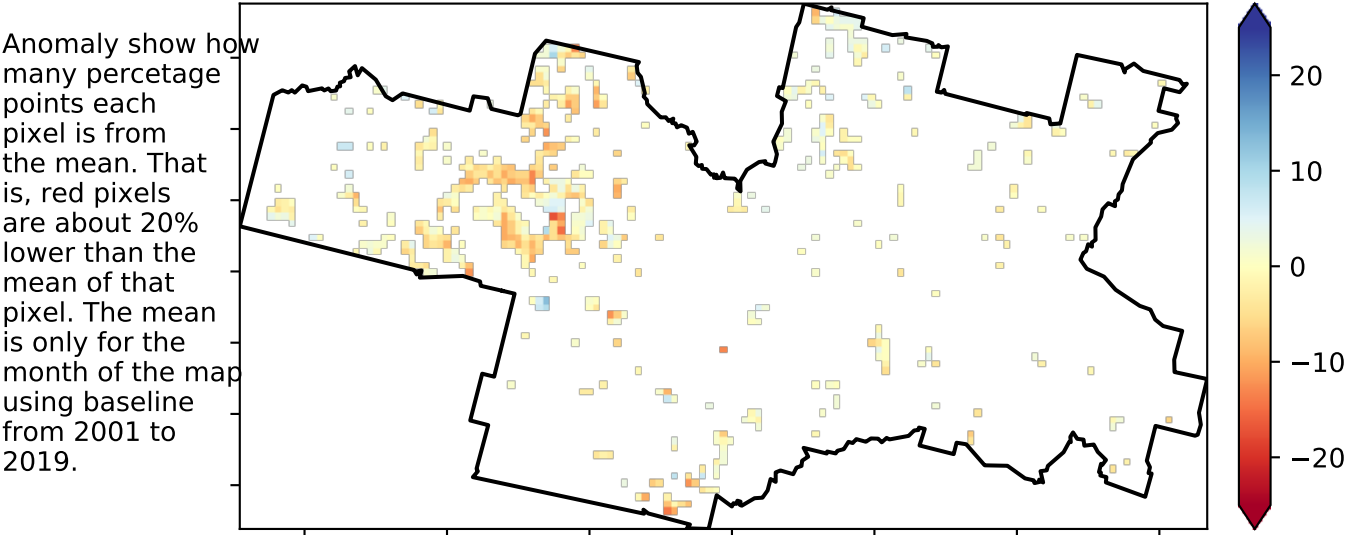 Anomaly show how
many percetage
points each
pixel is from
the mean. That
is, red pixels
are about 20%
lower than the
mean of that
pixel. The mean
is only for the
month of the map
using baseline
from 2001 to
2019.
20
10
0
−10
−20